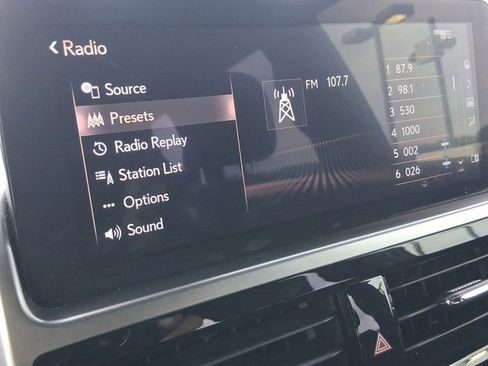 Radio
Source
Presets
Radio Replay
Station List
Options
Sound
FM 107.7
1 87.9
2 98.1
3 530
4 1000
5 002
6 026